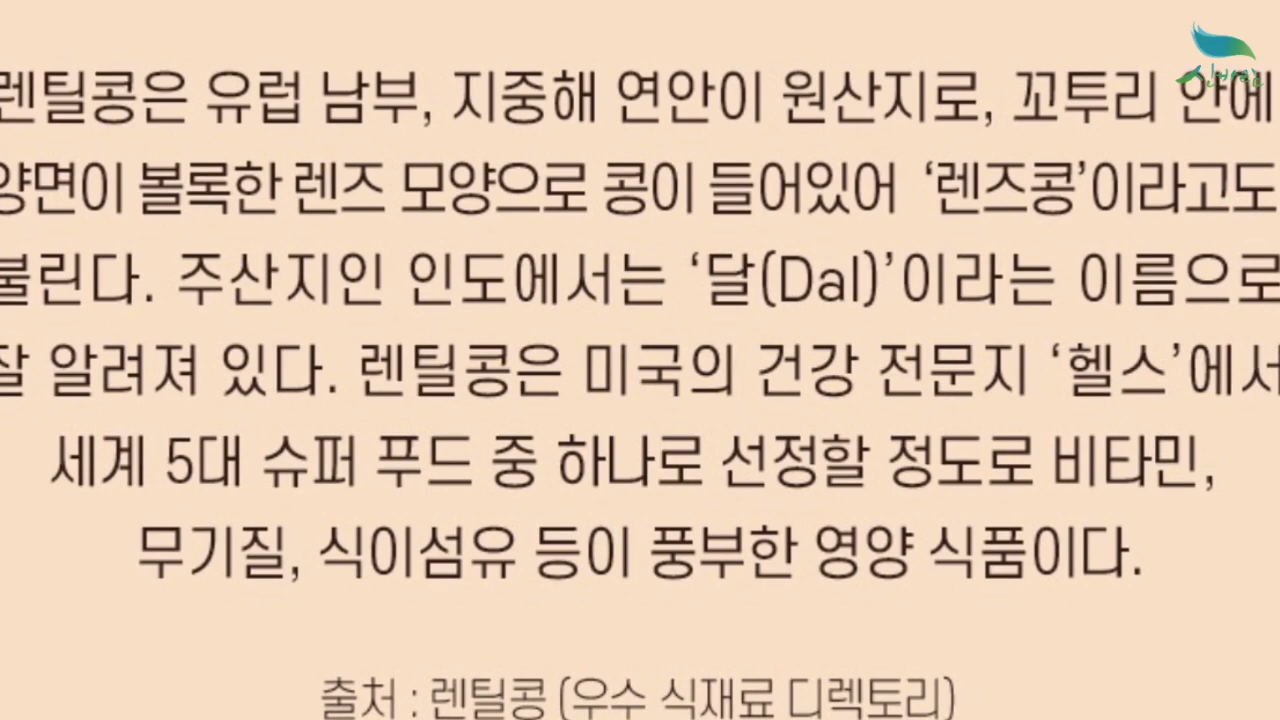 신바람
렌틸콩은 유럽 남부, 지중해 연안이 원산지로, 꼬투리 안에
양면이 볼록한 렌즈 모양으로 콩이 들어있어 ‘렌즈콩’이라고도
불린다. 주산지인 인도에서는 ‘달(Dal)’이라는 이름으로
잘 알려져 있다. 렌틸콩은 미국의 건강 전문지 ‘헬스’에서
세계 5대 슈퍼 푸드 중 하나로 선정할 정도로 비타민,
무기질, 식이섬유 등이 풍부한 영양 식품이다.
출처 : 렌틸콩 (우수 식재료 디렉토리)